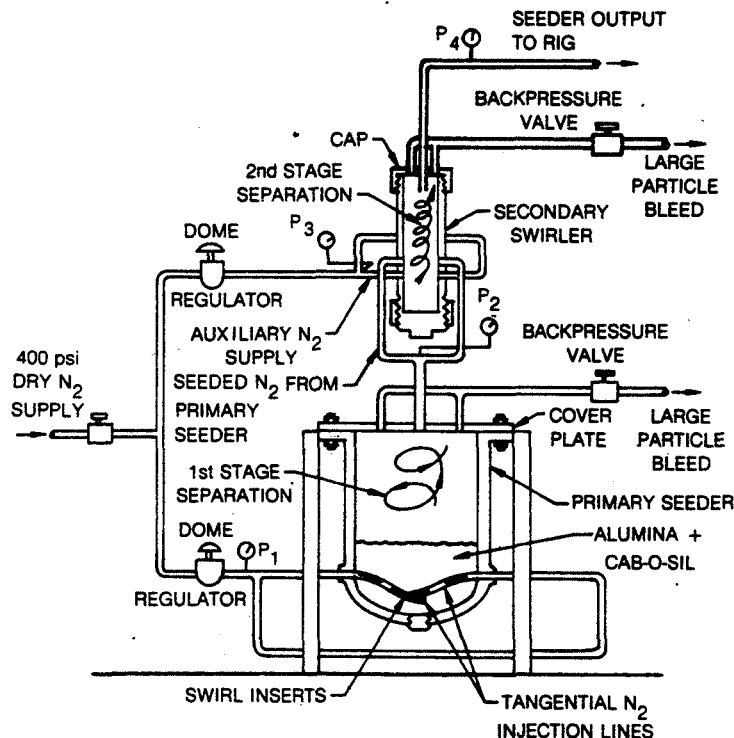 P4
SEEDER OUTPUT
TO RIG
BACKPRESSURE
VALVE
CAP
LARGE
PARTICLE
BLEED
2nd STAGE
SEPARATION
SECONDARY
SWIRLER
P3
DOME
REGULATOR
P2
AUXILIARY N2
SUPPLY
BACKPRESSURE
VALVE
400 psi
DRY N2
SUPPLY
SEEDED N2 FROM
PRIMARY
SEEDER
COVER
PLATE
LARGE
PARTICLE
BLEED
1st STAGE
SEPARATION
PRIMARY SEEDER
DOME
P1
ALUMINA +
CAB-O-SIL
REGULATOR
SWIRL INSERTS
TANGENTIAL N2
INJECTION LINES